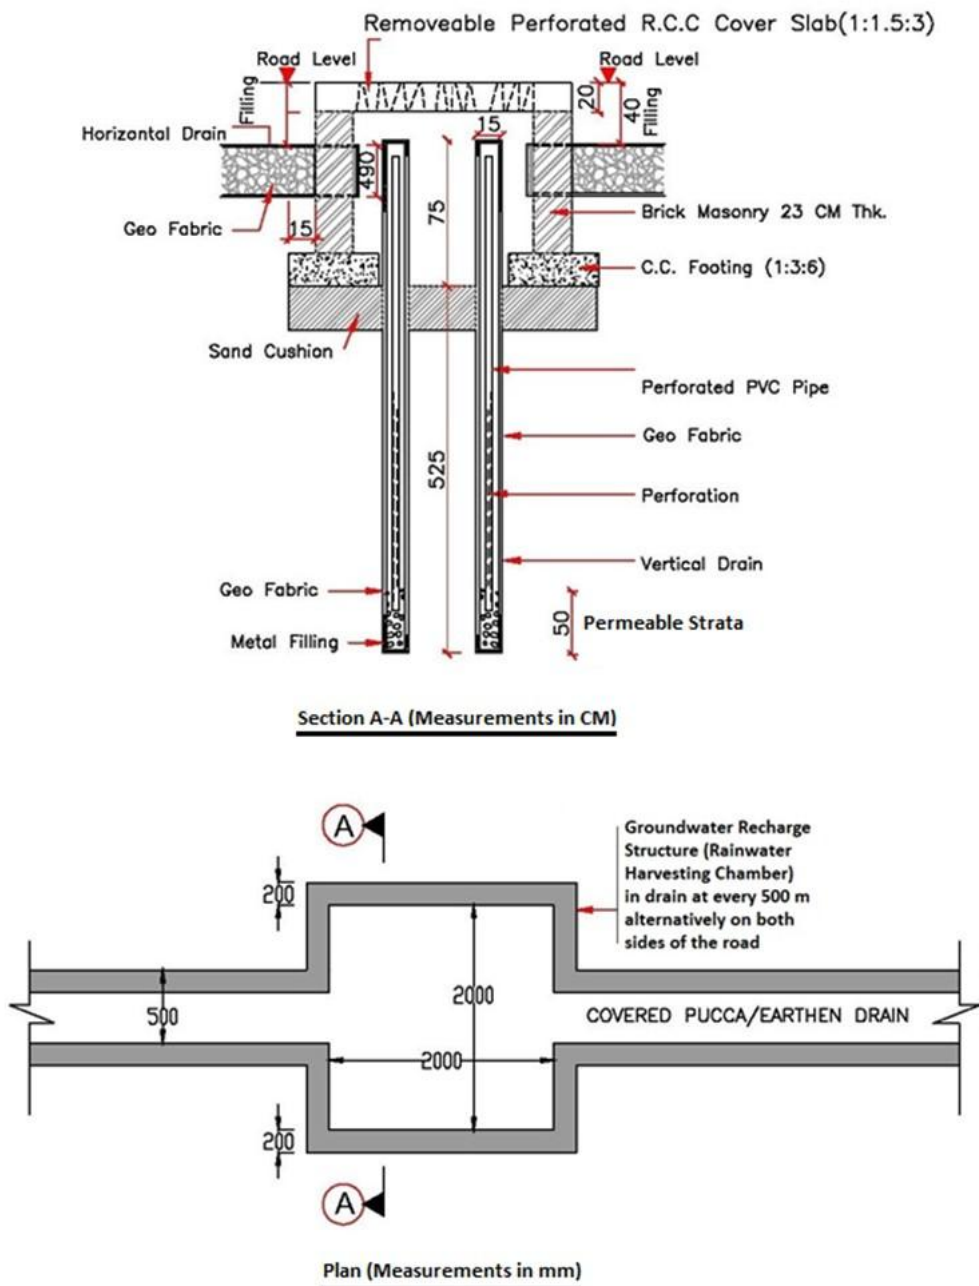 Removeable Perforated R.C.C Cover Slab(1:1.5:3)
Road Level
Road Level
Filling
20
40
Filling
15
Horizontal Drain
490
75
Geo Fabric
15
Brick Masonry 23 CM Thk.
C.C. Footing (1:3:6)
Sand Cushion
Perforated PVC Pipe
Geo Fabric
525
Perforation
Vertical Drain
Geo Fabric
50
Permeable Strata
Metal Filling
Section A-A (Measurements in CM)
A
Groundwater Recharge
Structure (Rainwater
Harvesting Chamber)
in drain at every 500 m
alternatively on both
sides of the road
200
2000
500
COVERED PUCCA/EARTHEN DRAIN
2000
200
A
Plan (Measurements in mm)